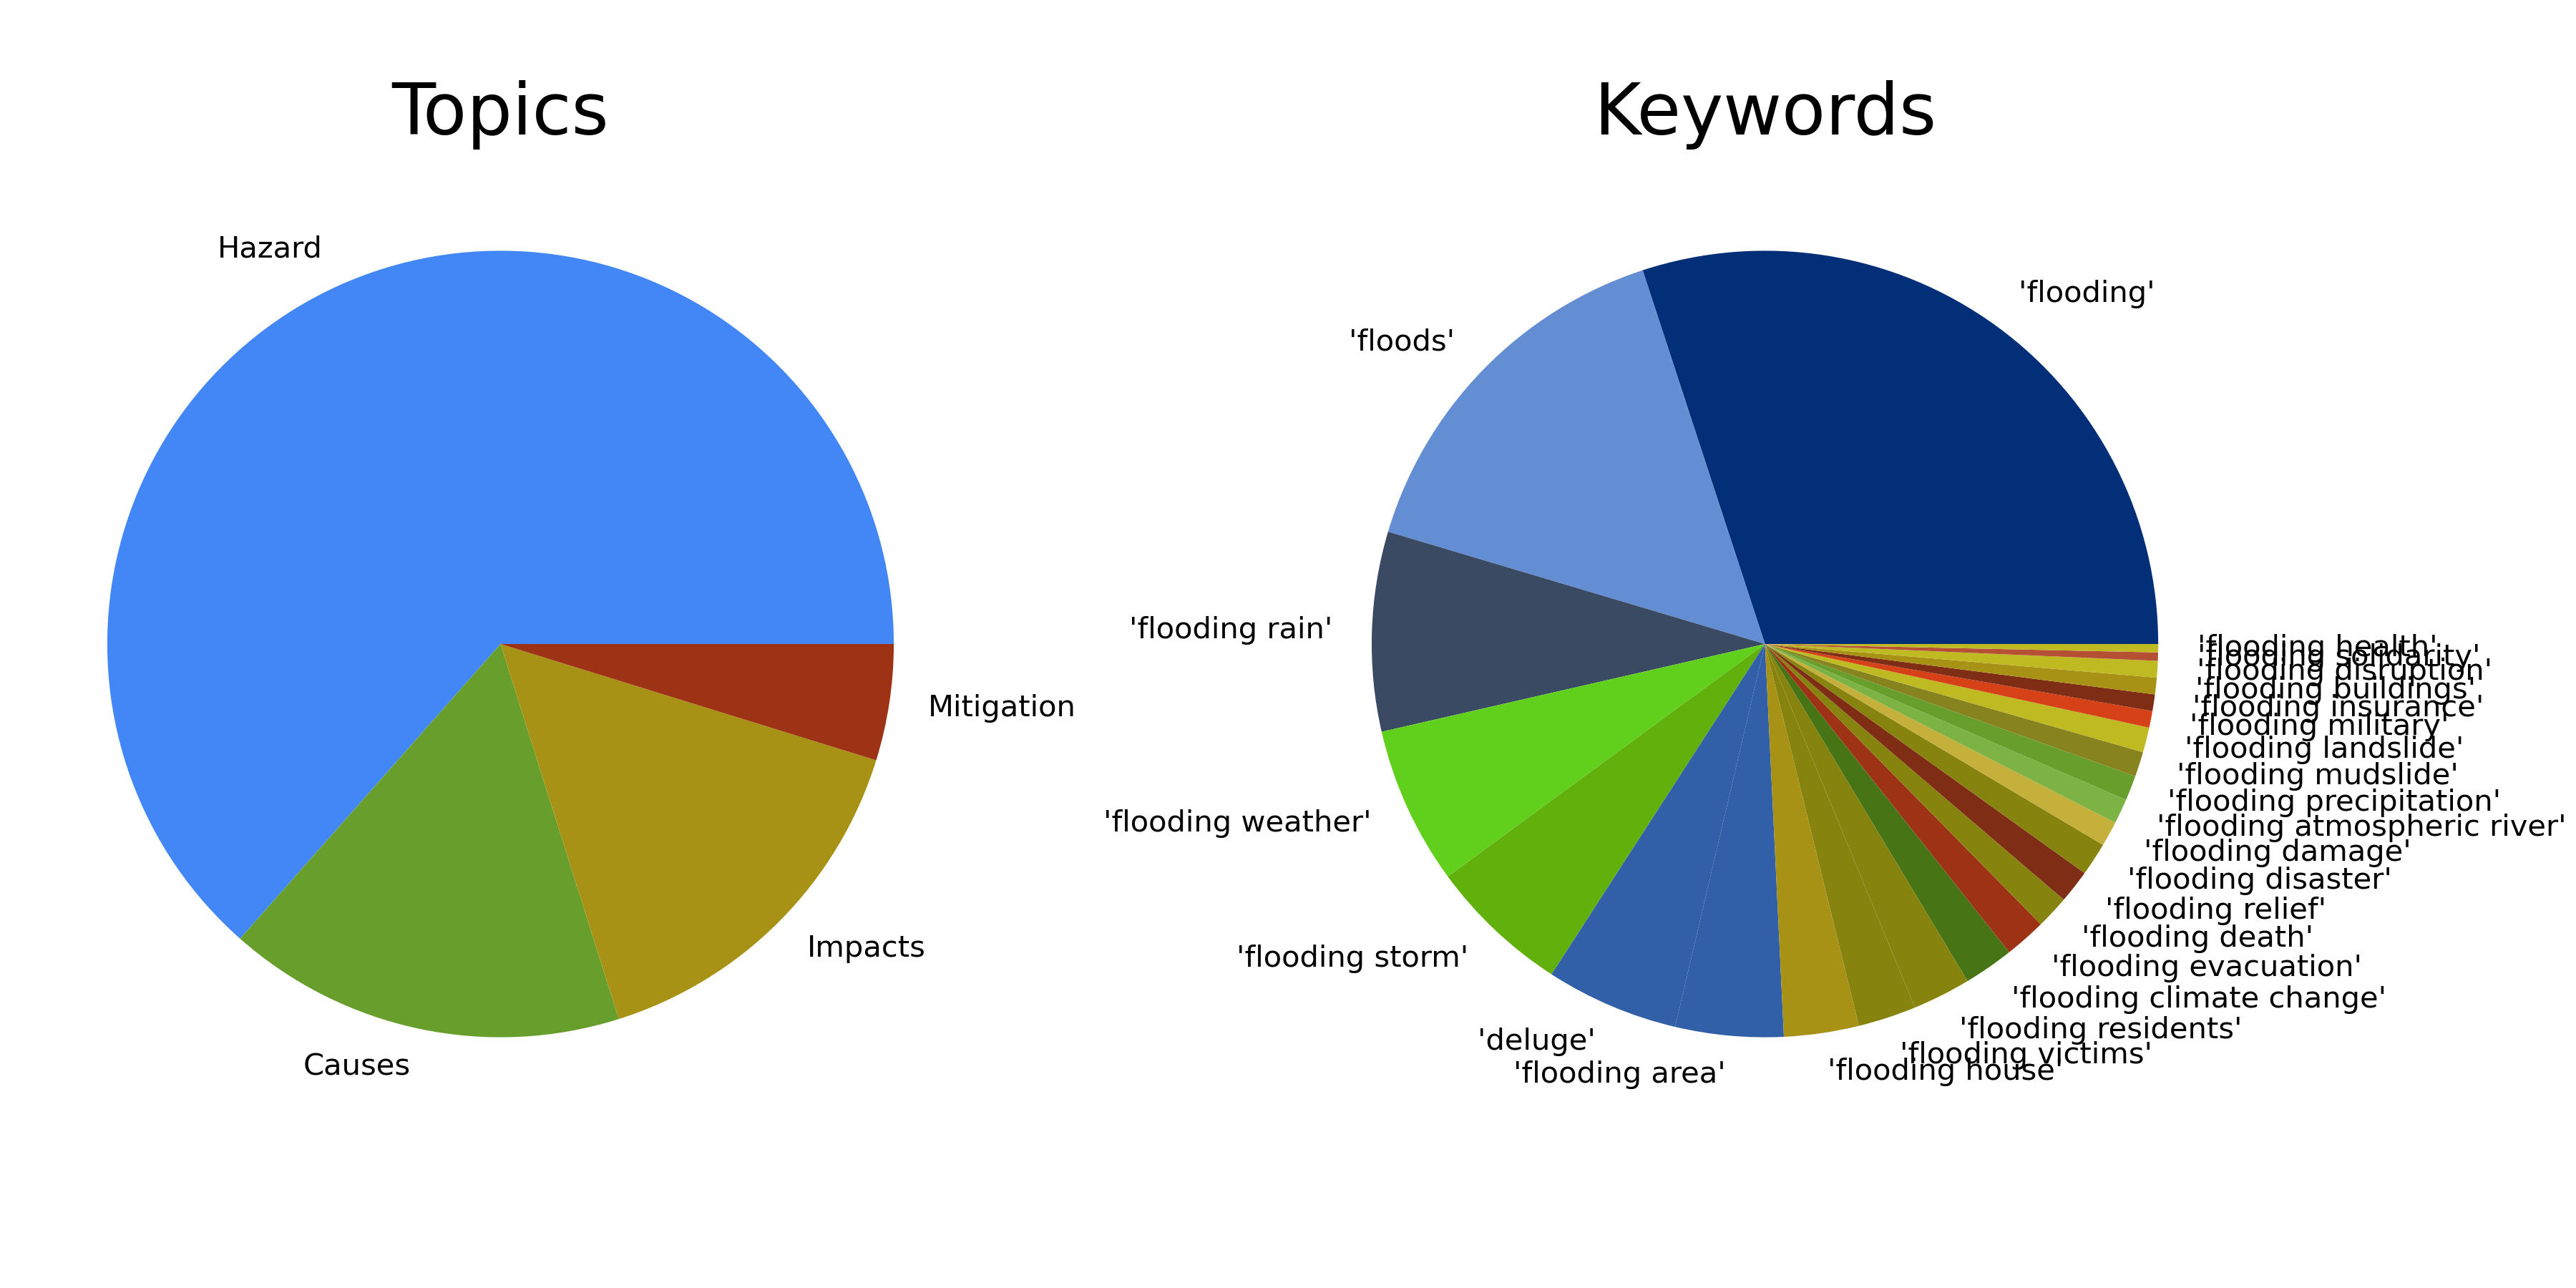 Topics
Keywords
Hazard
Causes
Impacts
Mitigation
'flooding'
'floods'
'flooding rain'
'flooding weather'
'flooding storm'
'deluge'
'flooding area'
'flooding house'
'flooding victims'
'flooding residents'
'flooding climate change'
'flooding evacuation'
'flooding death'
'flooding relief'
'flooding disaster'
'flooding damage'
'flooding atmospheric river'
'flooding precipitation'
'flooding mudslide'
'flooding landslide'
'flooding military'
'flooding insurance'
'flooding buildings'
'flooding disruption'
'flooding solidarity'
'flooding health'